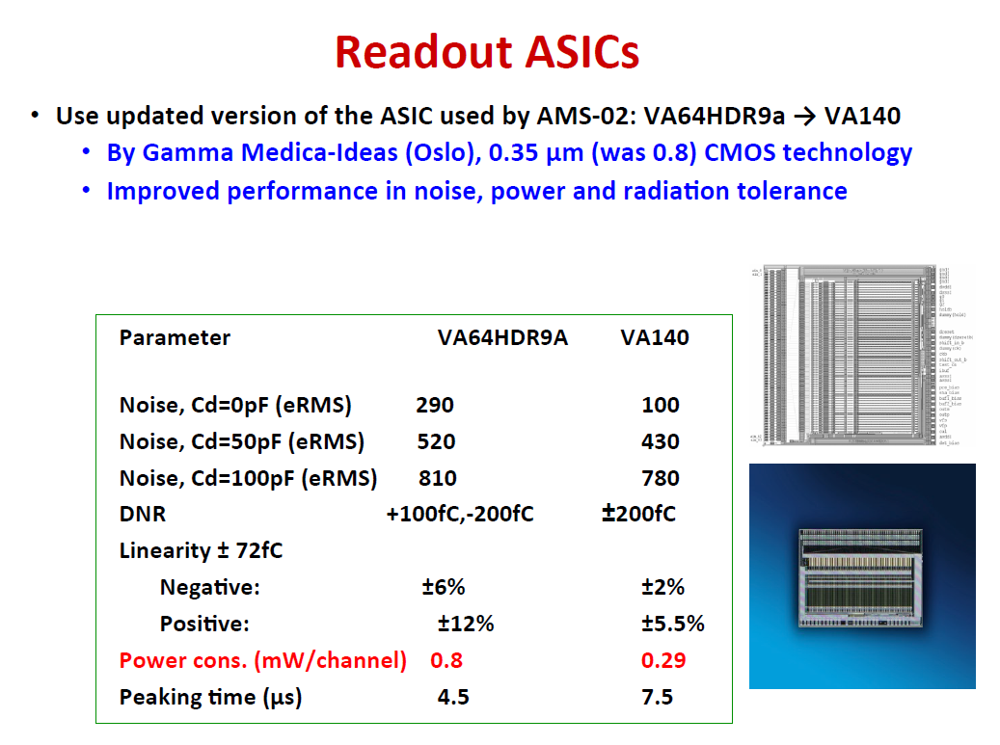 Readout ASICs
• Use updated version of the ASIC used by AMS-02: VA64HDR9a → VA140
• By Gamma Medica-Ideas (Oslo), 0.35 µm (was 0.8) CMOS technology
• Improved performance in noise, power and radiation tolerance
Parameter VA64HDR9A VA140
Noise, Cd=0pF (eRMS) 290 100
Noise, Cd=50pF (eRMS) 520 430
Noise, Cd=100pF (eRMS) 810 780
DNR +100fC,-200fC ±200fC
Linearity ± 72fC
Negative: ±6% ±2%
Positive: ±12% ±5.5%
Power cons. (mW/channel) 0.8 0.29
Peaking time (µs) 4.5 7.5